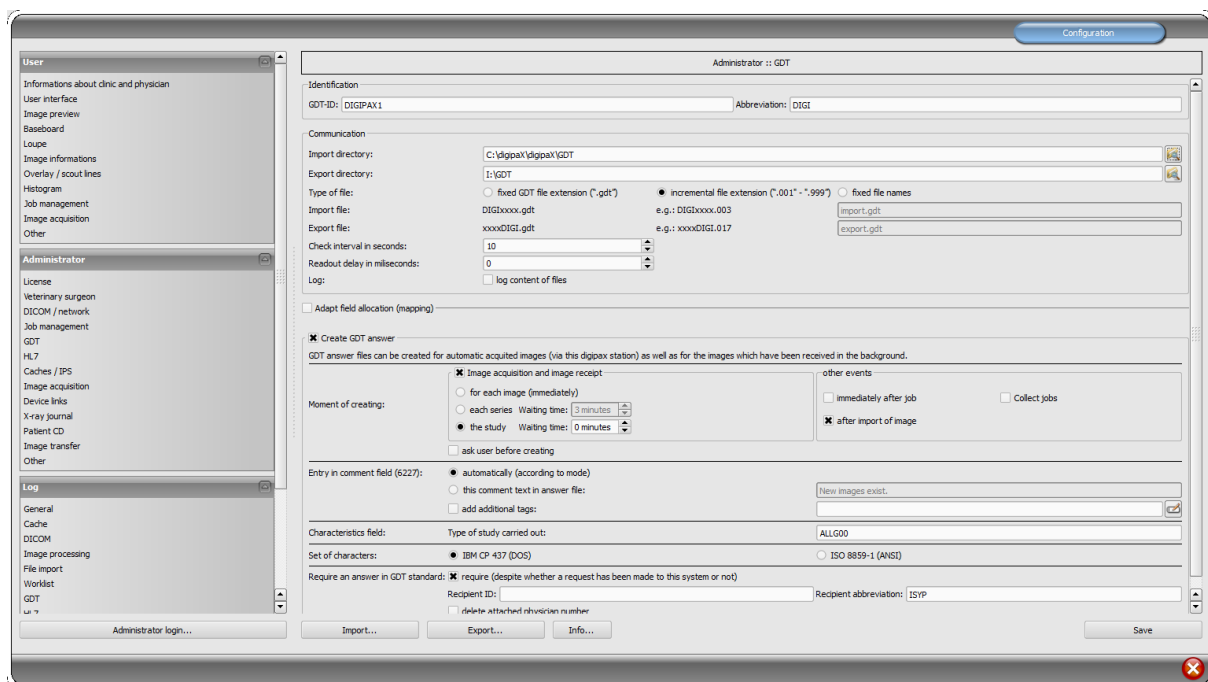 Configuration
User
Informations about clinic and physician
User interface
Image preview
Baseboard
Loupe
Image informations
Overlay / scout lines
Histogram
Job management
Image acquisition
Other
Administrator
License
Veterinary surgeon
DICOM / network
Job management
GDT
HL7
Caches / IPS
Image acquisition
Device links
X-ray journal
Patient CD
Image transfer
Other
Log
General
Cache
DICOM
Image processing
File import
Worklist
GDT
HL7
Administrator login...
Administrator :: GDT
Identification
GDT-ID: DIGIPAX1 Abbreviation: DIGI
Communication
Import directory: C:\digipaX\digipaX\GDT
Export directory: I:\GDT
Type of file: fixed GDT file extension (".gdt") incremental file extension (".001" - ".999") fixed file names
Import file: DIGIxxxx.gdt e.g.: DIGIxxxx.003 import.gdt
Export file: xxxxDIGI.gdt e.g.: xxxxDIGI.017 export.gdt
Check interval in seconds: 10
Readout delay in miliseconds: 0
Log: log content of files
Adapt field allocation (mapping)
Create GDT answer
GDT answer files can be created for automatic acquited images (via this digipax station) as well as for the images which have been received in the background.
Image acquisition and image receipt other events
for each image (immediately) immediately after job Collect jobs
Moment of creating: each series Waiting time: 3 minutes
the study Waiting time: 0 minutes after import of image
ask user before creating
Entry in comment field (6227): automatically (according to mode)
this comment text in answer file: New images exist.
add additional tags:
Characteristics field: Type of study carried out: ALLG00
Set of characters: IBM CP 437 (DOS) ISO 8859-1 (ANSI)
Require an answer in GDT standard: require (despite whether a request has been made to this system or not)
Recipient ID: Recipient abbreviation: ISYP
delete attached physician number
Import... Export... Info... Save